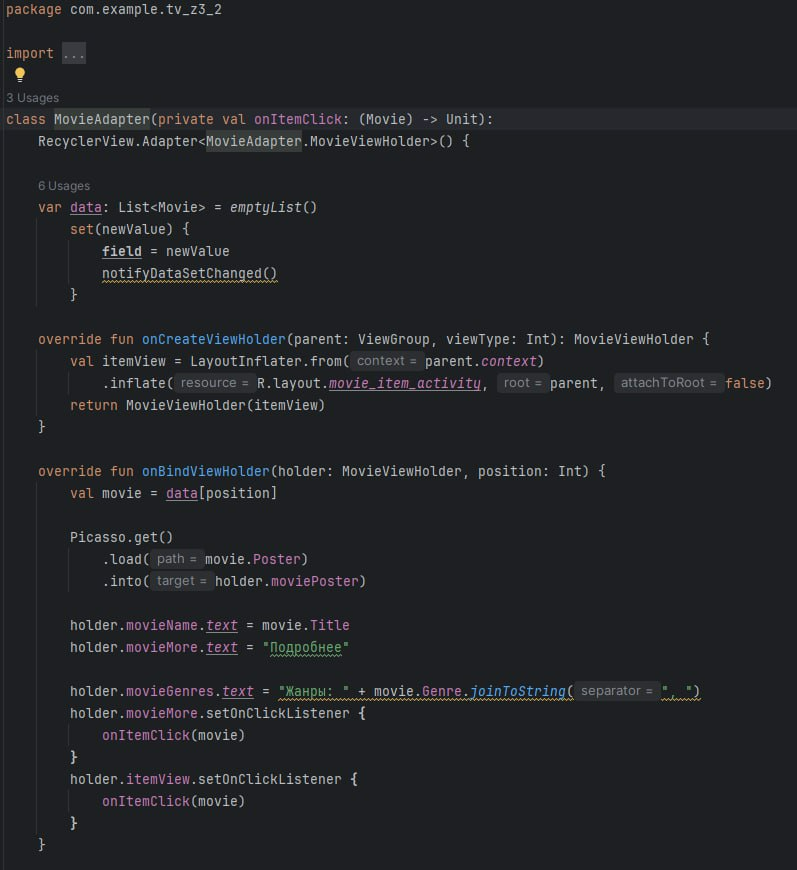 package com.example.tv_z3_2
import ...
3 Usages
class MovieAdapter(private val onItemClick: (Movie) -> Unit):
    RecyclerView.Adapter<MovieAdapter.MovieViewHolder>() {
    6 Usages
    var data: List<Movie> = emptyList()
        set(newValue) {
            field = newValue
            notifyDataSetChanged()
        }
    override fun onCreateViewHolder(parent: ViewGroup, viewType: Int): MovieViewHolder {
        val itemView = LayoutInflater.from( context = parent.context)
            .inflate( resource = R.layout.movie_item_activity, root = parent, attachToRoot = false)
        return MovieViewHolder(itemView)
    }
    override fun onBindViewHolder(holder: MovieViewHolder, position: Int) {
        val movie = data[position]
        Picasso.get()
            .load( path = movie.Poster)
            .into( target = holder.moviePoster)
        holder.movieName.text = movie.Title
        holder.movieMore.text = "Подробнее"
        holder.movieGenres.text = "Жанры: " + movie.Genre.joinToString( separator = ", ")
        holder.movieMore.setOnClickListener {
            onItemClick(movie)
        }
        holder.itemView.setOnClickListener {
            onItemClick(movie)
        }
    }